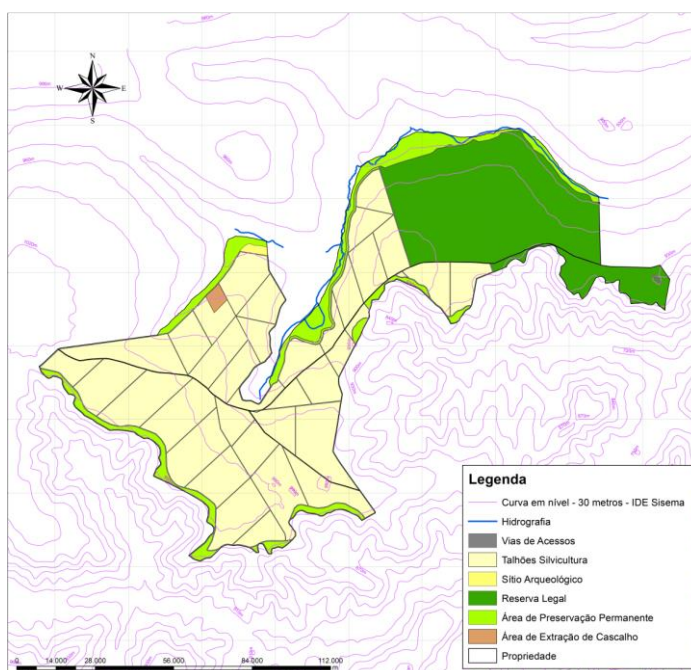 N
W E
S
Legenda
Curva em nível - 30 metros - IDE Sisema
Hidrografia
Vias de Acessos
Talhões Silvicultura
Sítio Arqueológico
Reserva Legal
Área de Preservação Permanente
Área de Extração de Cascalho
Propriedade
0 14.000 28.000 56.000 84.000 112.000